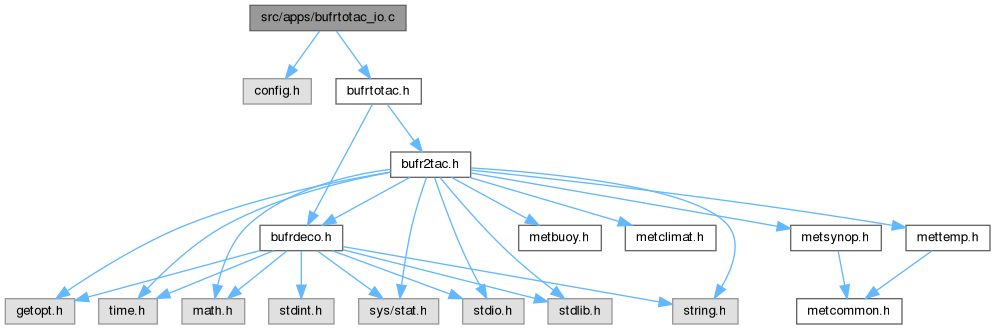 src/apps/bufrtotac_io.c
config.h
bufrtotac.h
bufr2tac.h
bufrdeco.h
metbuoy.h
metclimat.h
metsynop.h
mettemp.h
getopt.h
time.h
math.h
stdint.h
sys/stat.h
stdio.h
stdlib.h
string.h
metcommon.h